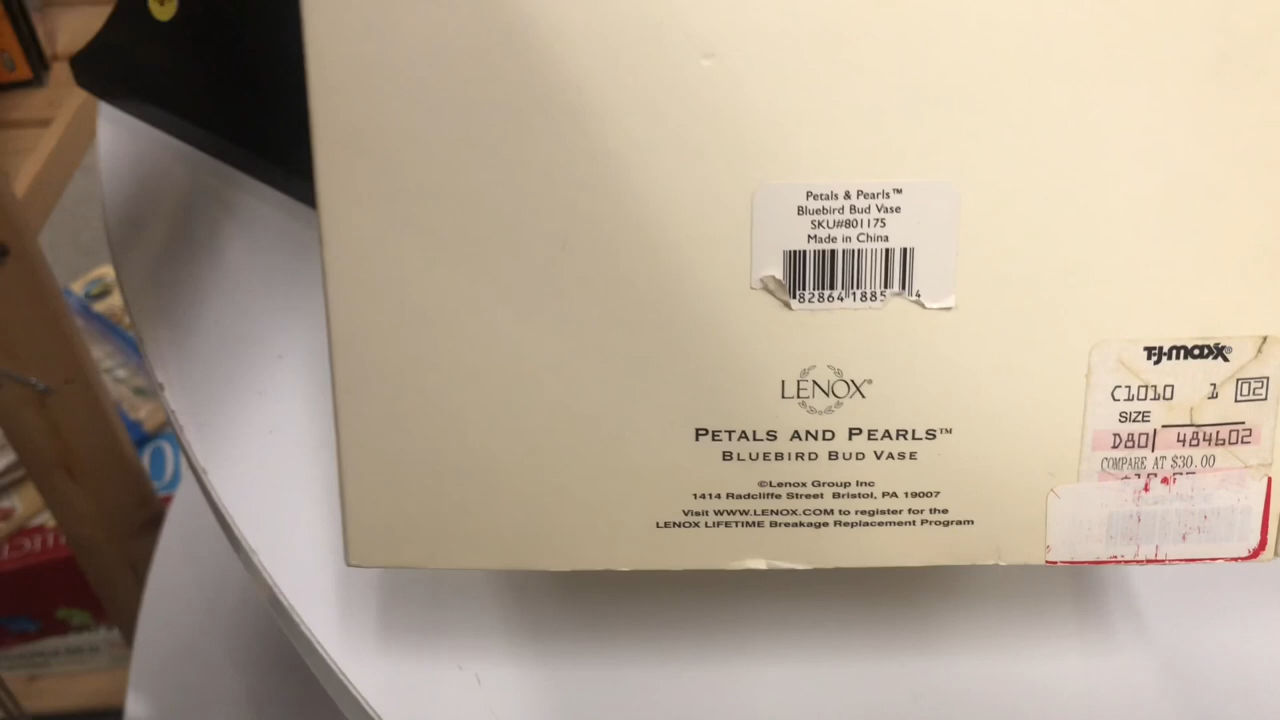 Petals & Pearls™
Bluebird Bud Vase
SKU#801175
Made in China
82864 1885 4
LENOX®
PETALS AND PEARLS™
BLUEBIRD BUD VASE
©Lenox Group Inc
1414 Radcliffe Street Bristol, PA 19007
Visit WWW.LENOX.COM to register for the
LENOX LIFETIME Breakage Replacement Program
T·J·maxx®
C1010 1 02
SIZE
D80 484602
COMPARE AT $30.00